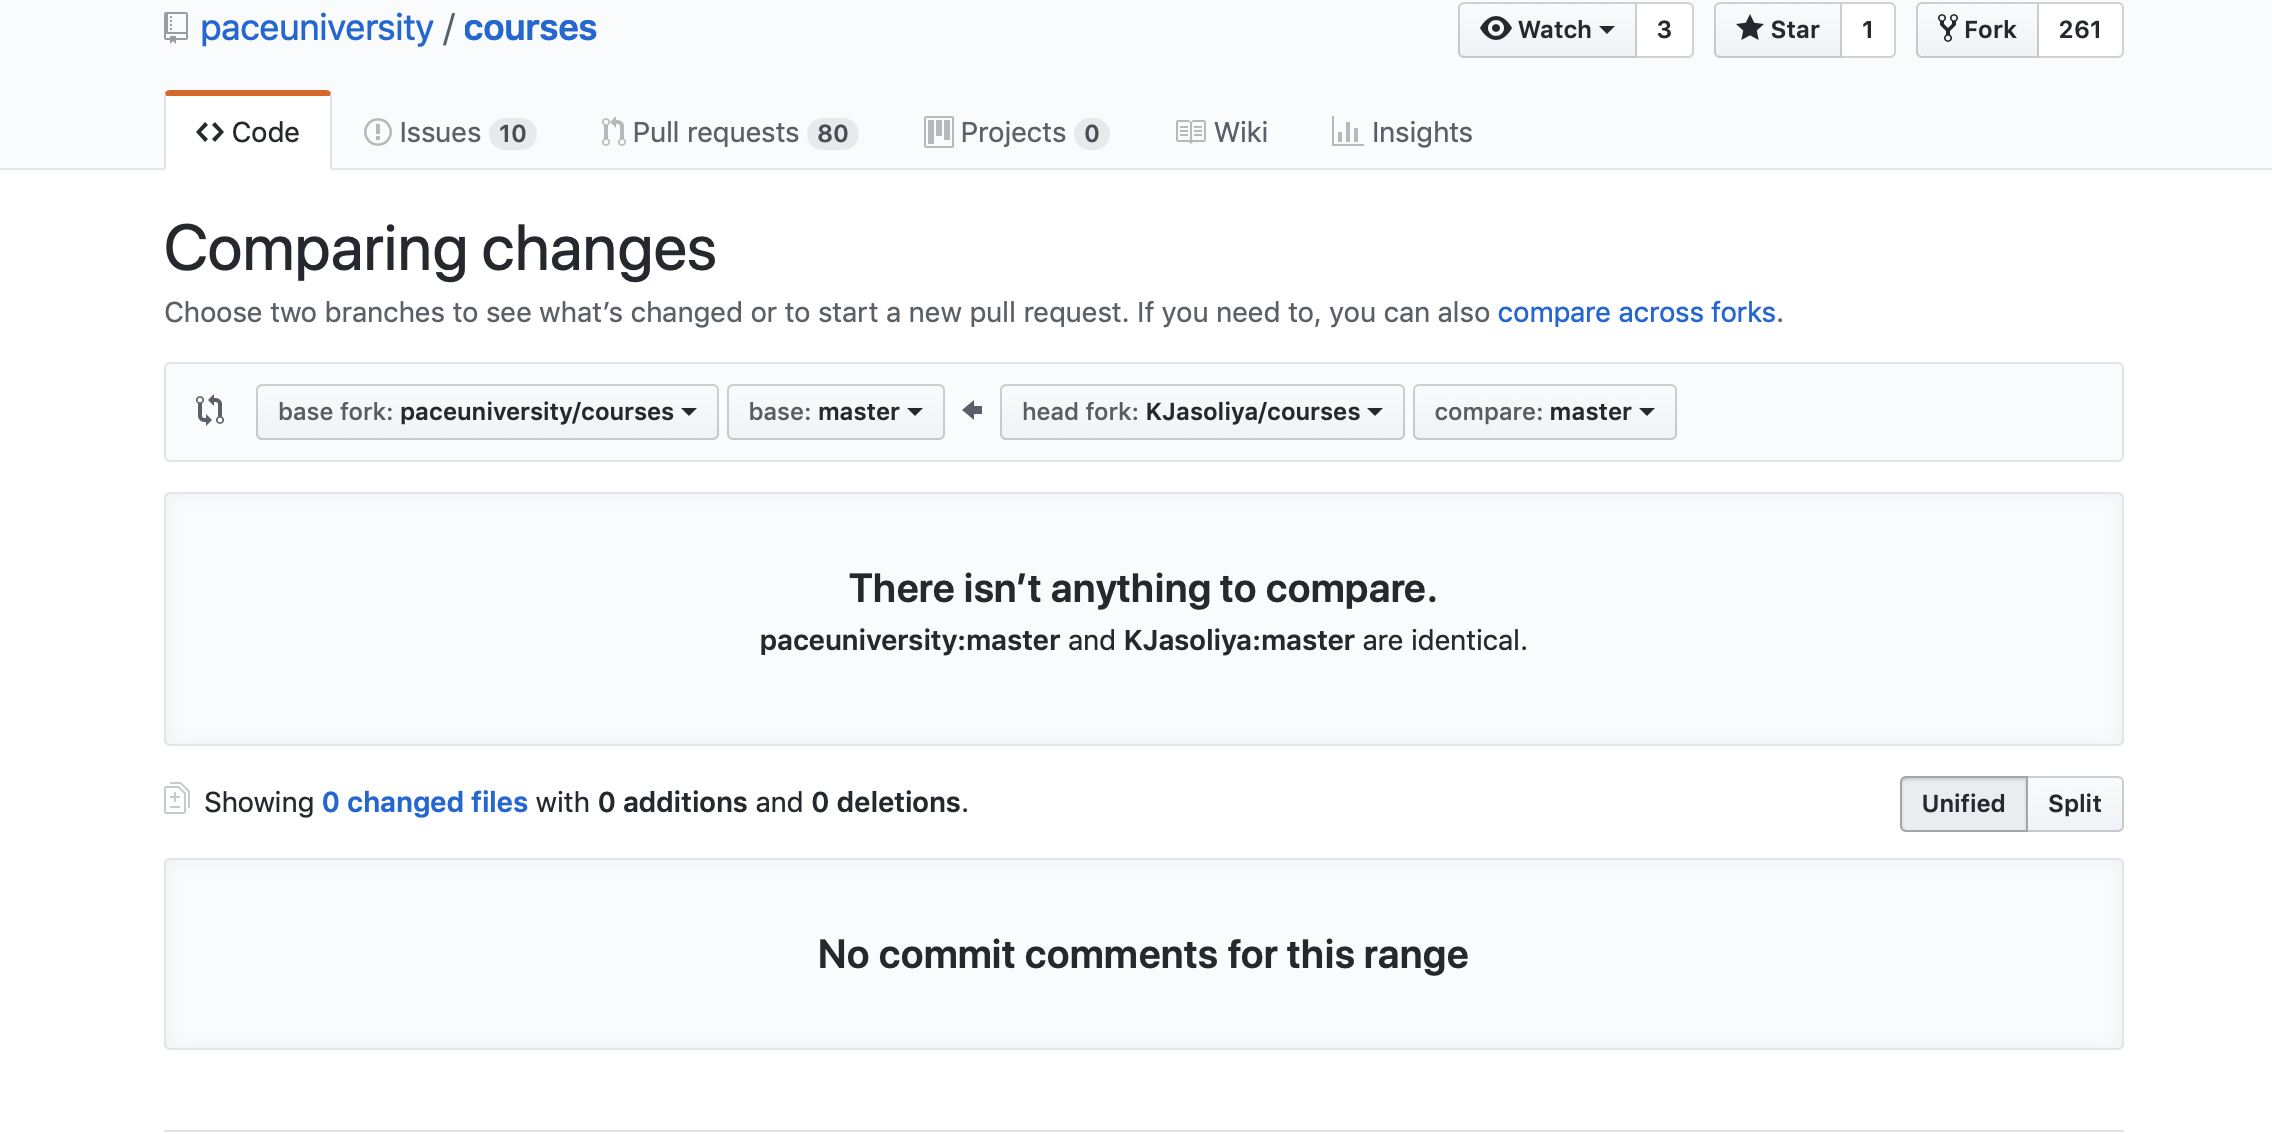 paceuniversity / courses
Watch 3 Star 1 Fork 261
Code Issues 10 Pull requests 80 Projects 0 Wiki Insights
Comparing changes
Choose two branches to see what’s changed or to start a new pull request. If you need to, you can also compare across forks.
base fork: paceuniversity/courses base: master head fork: KJasoliya/courses compare: master
There isn’t anything to compare.
paceuniversity:master and KJasoliya:master are identical.
Showing 0 changed files with 0 additions and 0 deletions.
Unified Split
No commit comments for this range